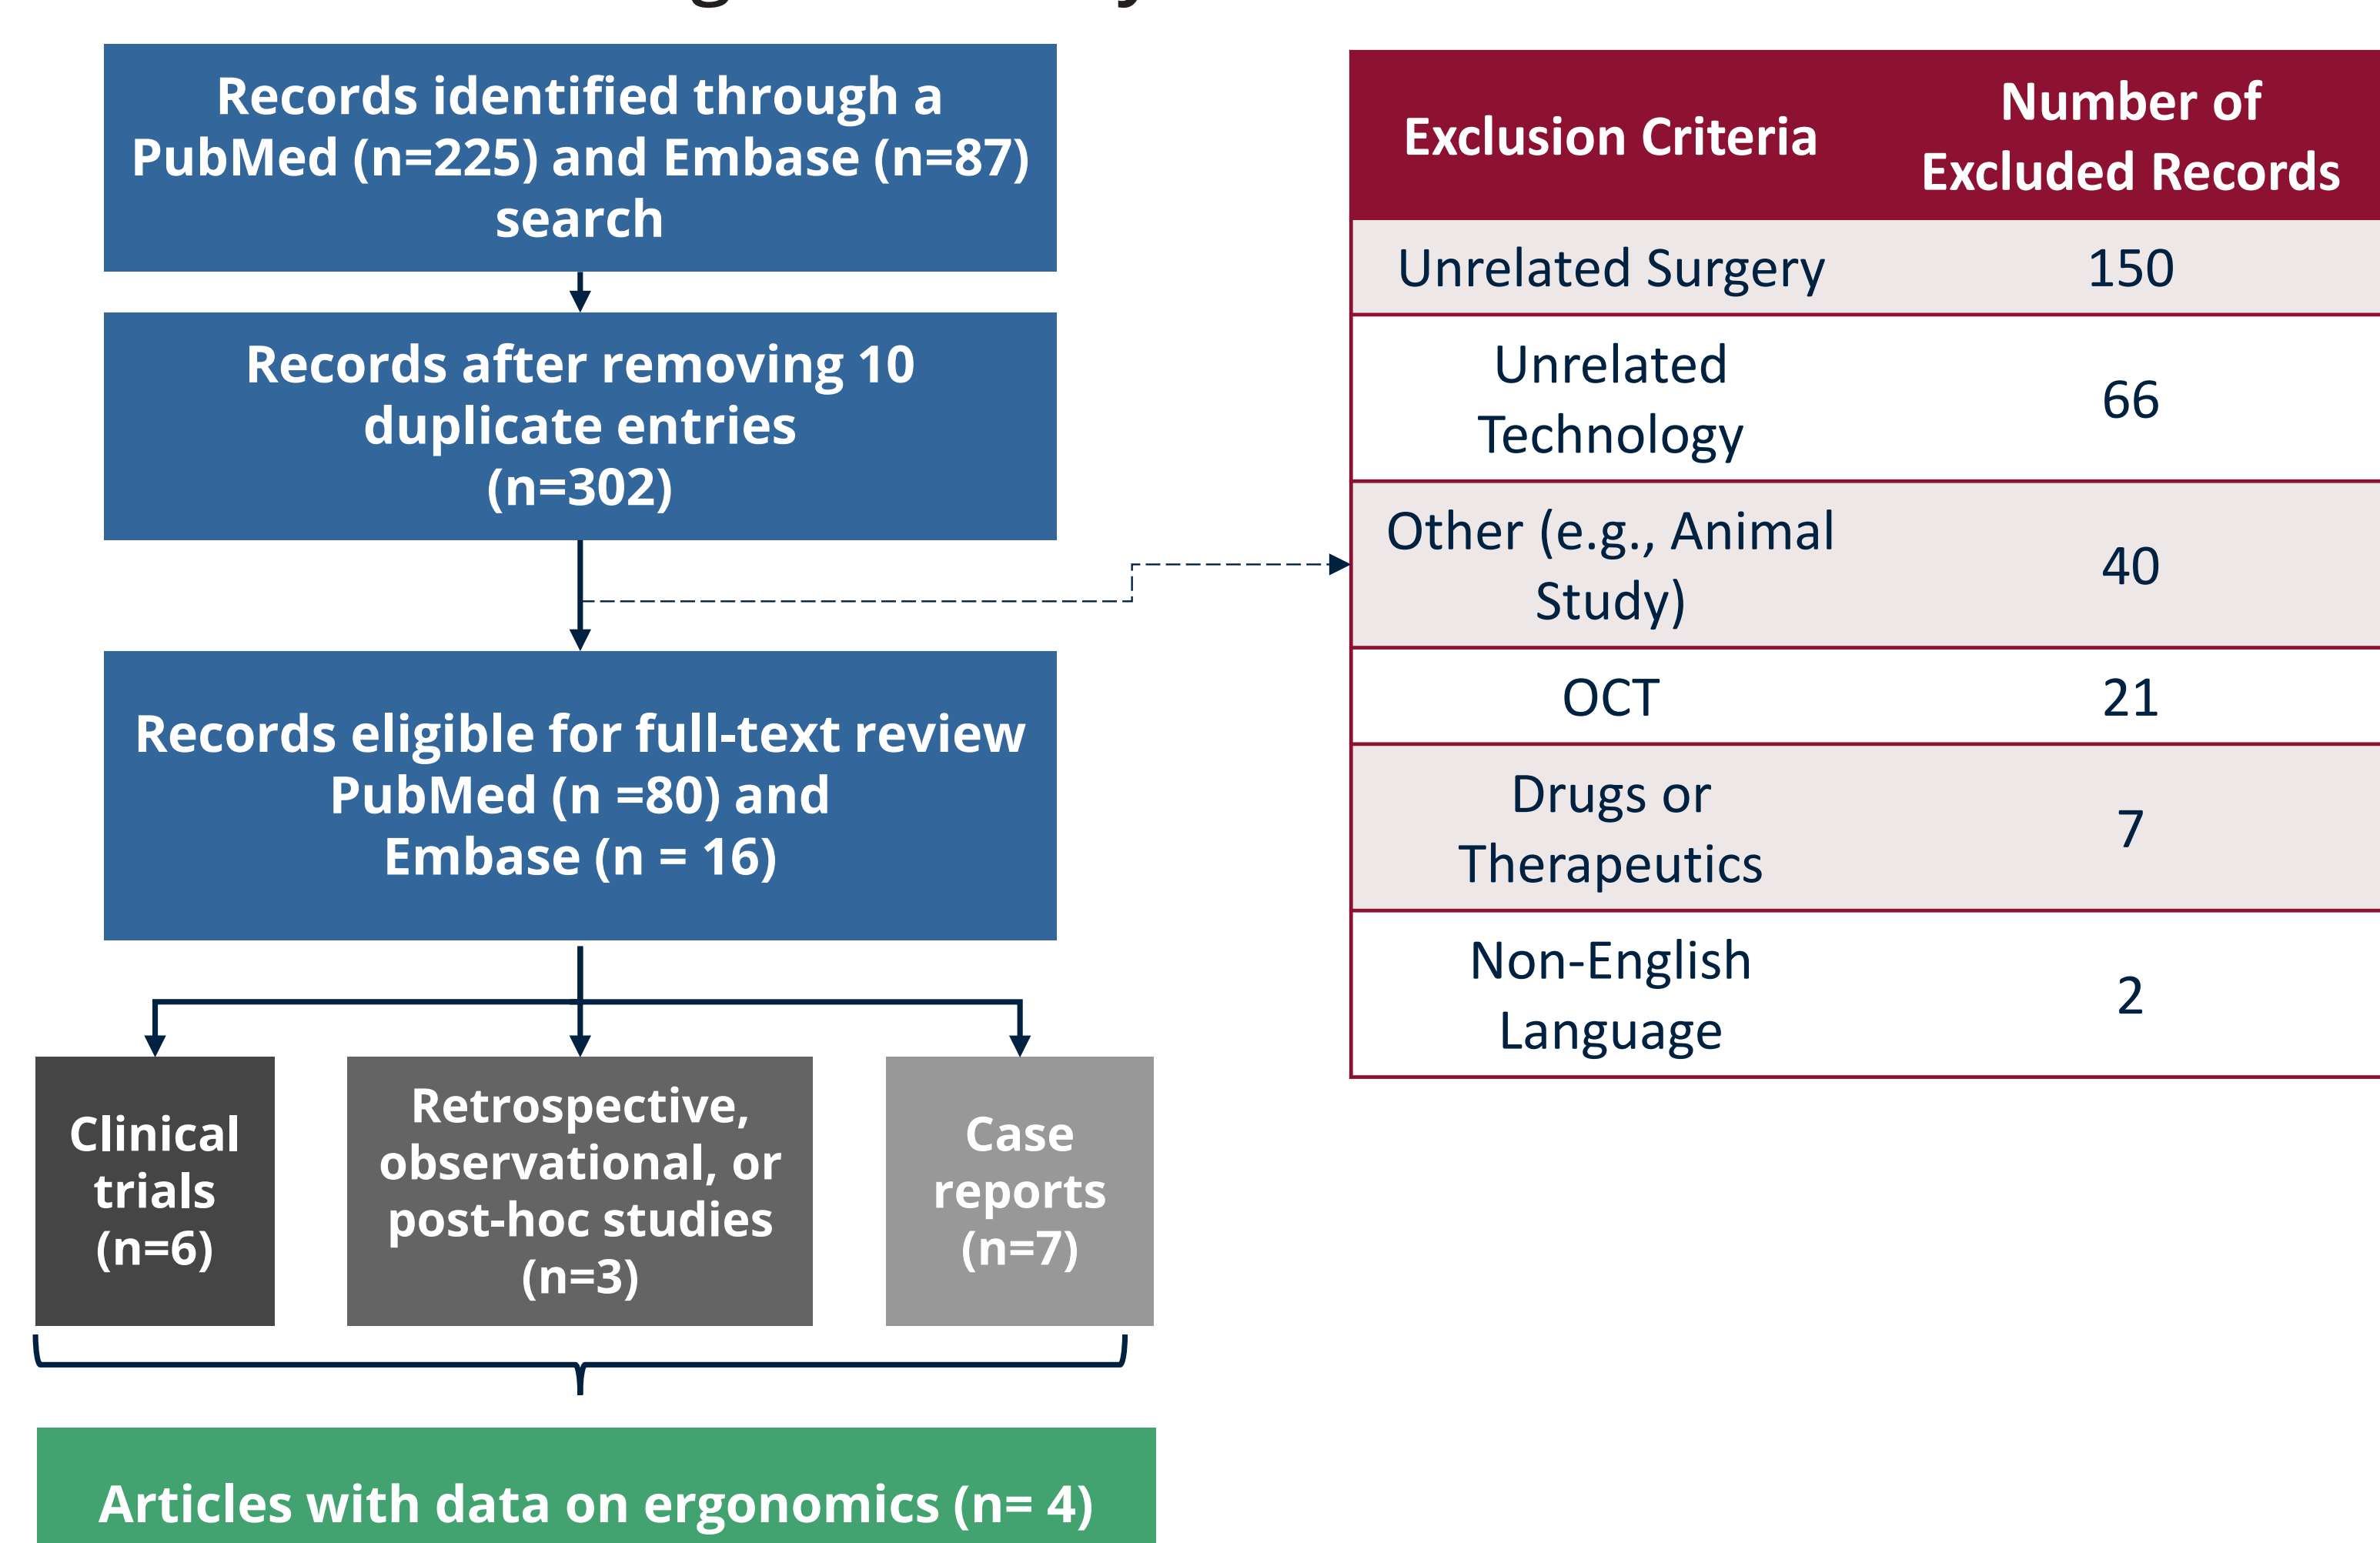 Records identified through a
PubMed (n=225) and Embase (n=87)
search
Records after removing 10
duplicate entries
(n=302)
Records eligible for full-text review
PubMed (n =80) and
Embase (n = 16)
Clinical
trials
(n=6)
Retrospective,
observational, or
post-hoc studies
(n=3)
Case
reports
(n=7)
Articles with data on ergonomics (n= 4)
Exclusion Criteria
Number of
Excluded Records
Unrelated Surgery
150
Unrelated
Technology
66
Other (e.g., Animal
Study)
40
OCT
21
Drugs or
Therapeutics
7
Non-English
Language
2